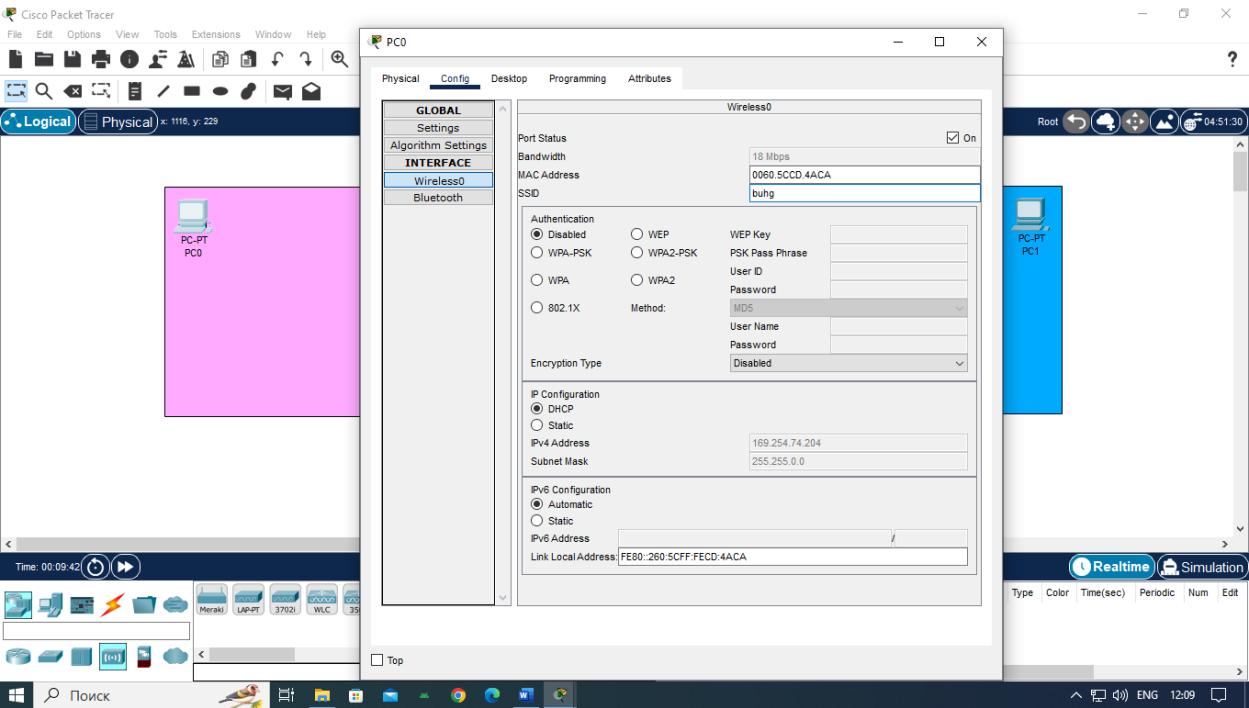 Cisco Packet Tracer
File Edit Options View Tools Extensions Window Help
?
Logical Physical x: 1116, y: 229
Root 04:51:30
PC-PT
PC0
PC-PT
PC1
PC0
Physical Config Desktop Programming Attributes
GLOBAL
Settings
Algorithm Settings
INTERFACE
Wireless0
Bluetooth
Wireless0
Port Status On
Bandwidth 18 Mbps
MAC Address 0060.5CCD.4ACA
SSID buhg
Authentication
Disabled WEP WEP Key
WPA-PSK WPA2-PSK PSK Pass Phrase
User ID
WPA WPA2
Password
802.1X Method: MD5
User Name
Password
Encryption Type Disabled
IP Configuration
DHCP
Static
IPv4 Address 169.254.74.204
Subnet Mask 255.255.0.0
IPv6 Configuration
Automatic
Static
IPv6 Address /
Link Local Address: FE80::260:5CFF:FECD:4ACA
Top
Time: 00:09:42
Realtime Simulation
Meraki LAP-PT 3702i WLC 35
Type Color Time(sec) Periodic Num Edit
Поиск
ENG 12:09